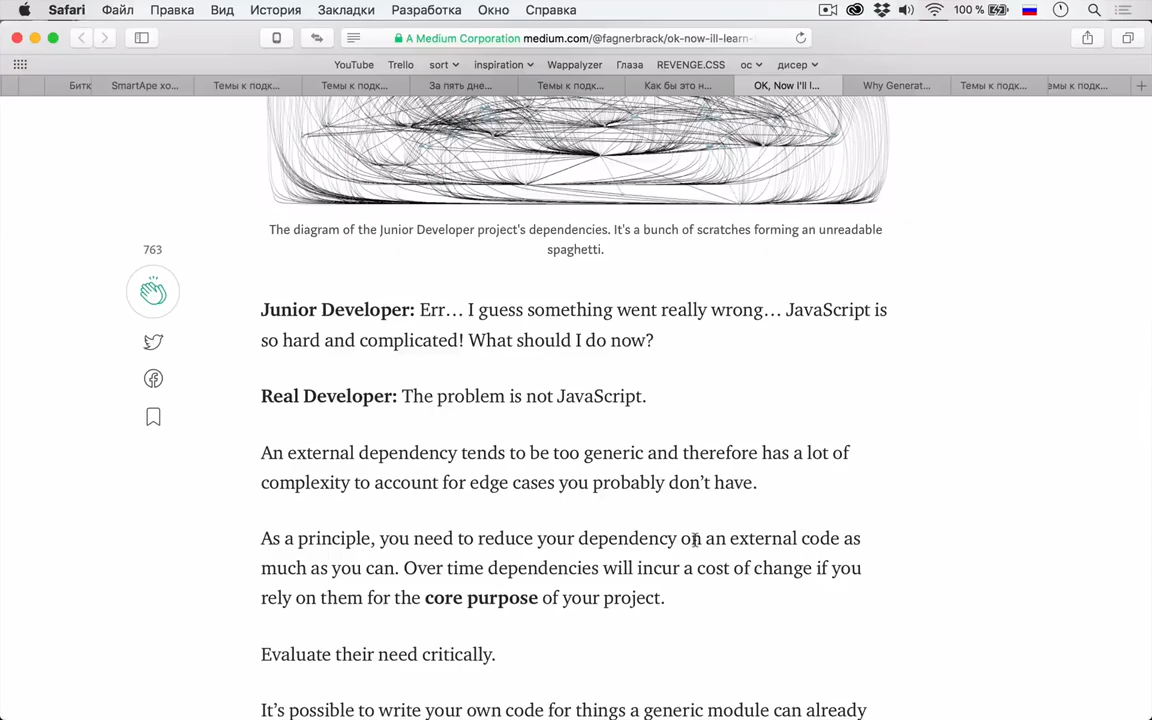 Safari Файл Правка Вид История Закладки Разработка Окно Справка 100 %
A Medium Corporation medium.com/@fagnerbrack/ok-now-ill-learn-
YouTube Trello sort inspiration Wappalyzer Глаза REVENGE.CSS ос дисер
Битк SmartApe хо... Темы к подк... Темы к подк... За пять дне... Темы к подк... Как бы это н... OK, Now I'll l... Why Generat... Темы к подк... емы к подк...
The diagram of the Junior Developer project's dependencies. It's a bunch of scratches forming an unreadable
spaghetti.
763
Junior Developer: Err… I guess something went really wrong… JavaScript is
so hard and complicated! What should I do now?
Real Developer: The problem is not JavaScript.
An external dependency tends to be too generic and therefore has a lot of
complexity to account for edge cases you probably don’t have.
As a principle, you need to reduce your dependency on an external code as
much as you can. Over time dependencies will incur a cost of change if you
rely on them for the core purpose of your project.
Evaluate their need critically.
It’s possible to write your own code for things a generic module can already